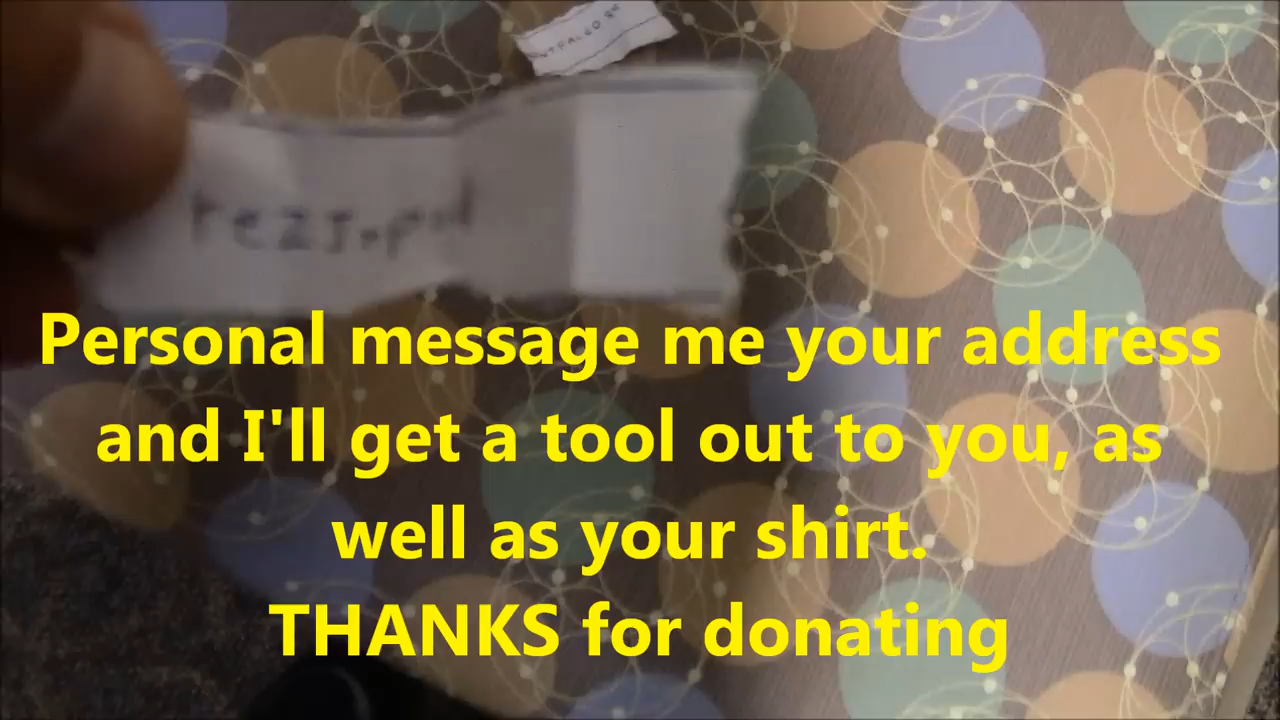 Personal message me your address
and I'll get a tool out to you, as
well as your shirt.
THANKS for donating